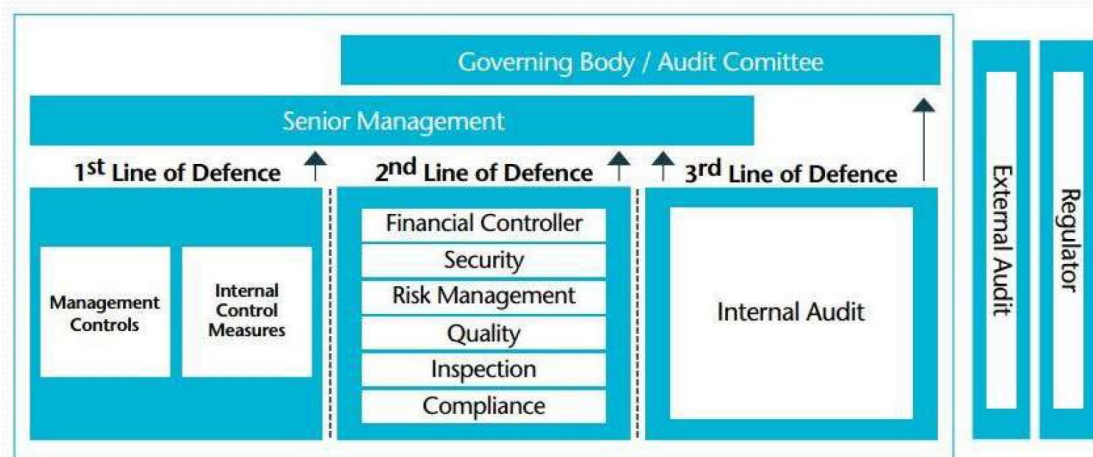 Governing Body / Audit Comittee
Senior Management
1st Line of Defence
2nd Line of Defence
3rd Line of Defence
Management
Controls
Internal
Control
Measures
Financial Controller
Security
Risk Management
Quality
Inspection
Compliance
Internal Audit
External Audit
Regulator